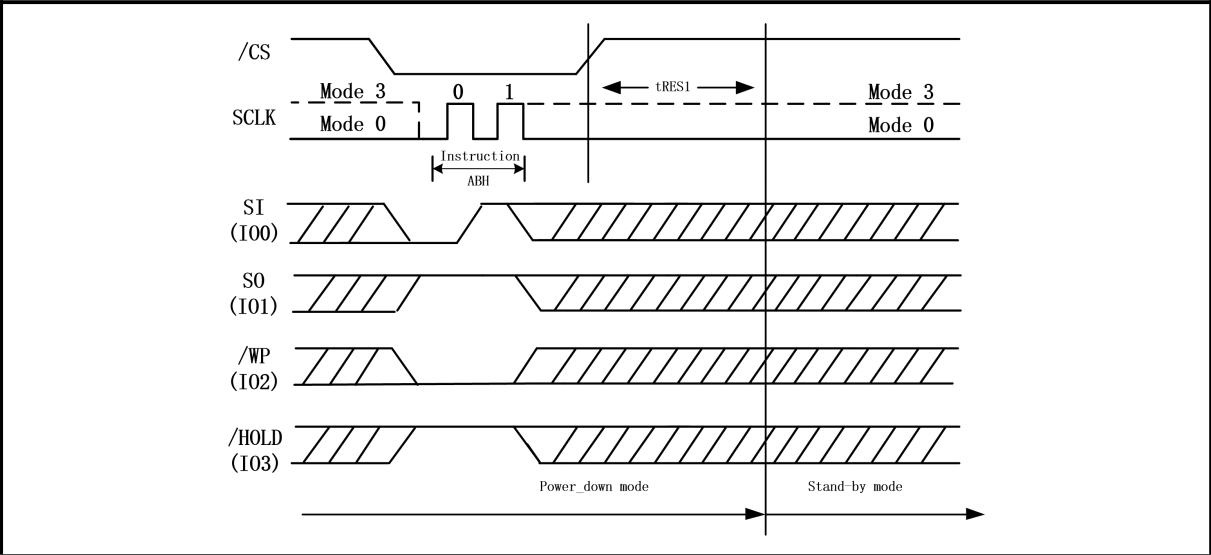 /CS
tRES1
Mode 3 0 1 Mode 3
SCLK
Mode 0 Mode 0
Instruction
ABH
SI
(IO0)
SO
(IO1)
/WP
(IO2)
/HOLD
(IO3)
Power_down mode Stand-by mode